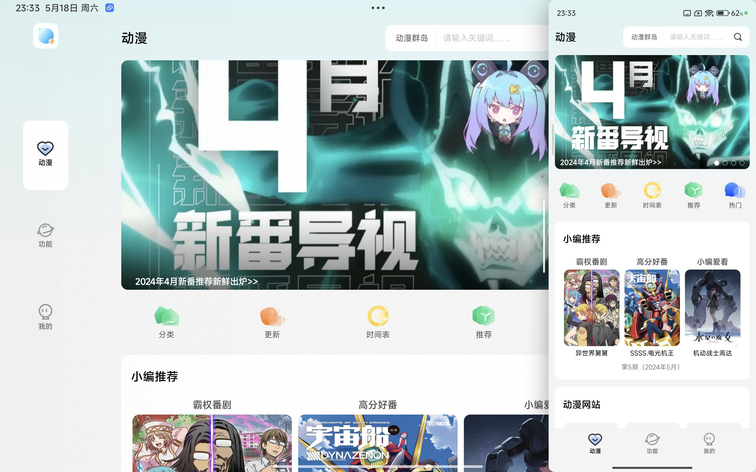 23:33 5月18日 周六
动漫
动漫群岛
请输入关键词......
4月
新番导视
2024年4月新番推荐新鲜出炉>>
动漫
功能
我的
分类
更新
时间表
推荐
小编推荐
霸权番剧
高分好番
小编爱
宇宙船
DYNAZENON
23:33
62%
动漫
动漫群岛
请输入关键词......
4月
新番导视
2024年4月新番推荐新鲜出炉>>
分类
更新
时间表
推荐
热门
小编推荐
霸权番剧
高分好番
小编爱看
宇宙船
水星の魔女
异世界舅舅
SSSS.电光机王
机动战士高达
第5期（2024年5月）
动漫网站
动漫
功能
我的